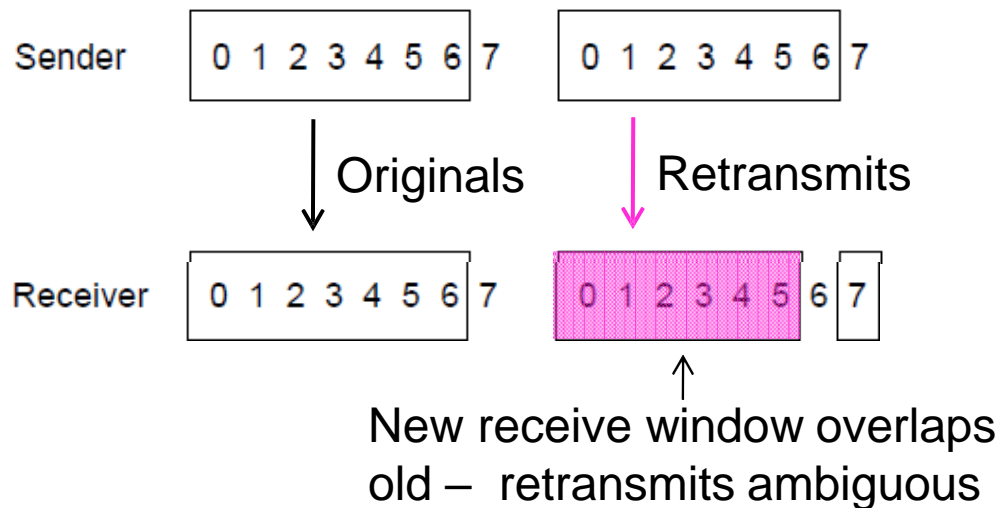 Sender 0 1 2 3 4 5 6 7 0 1 2 3 4 5 6 7
Originals Retransmits
Receiver 0 1 2 3 4 5 6 7 0 1 2 3 4 5 6 7
New receive window overlaps
old – retransmits ambiguous